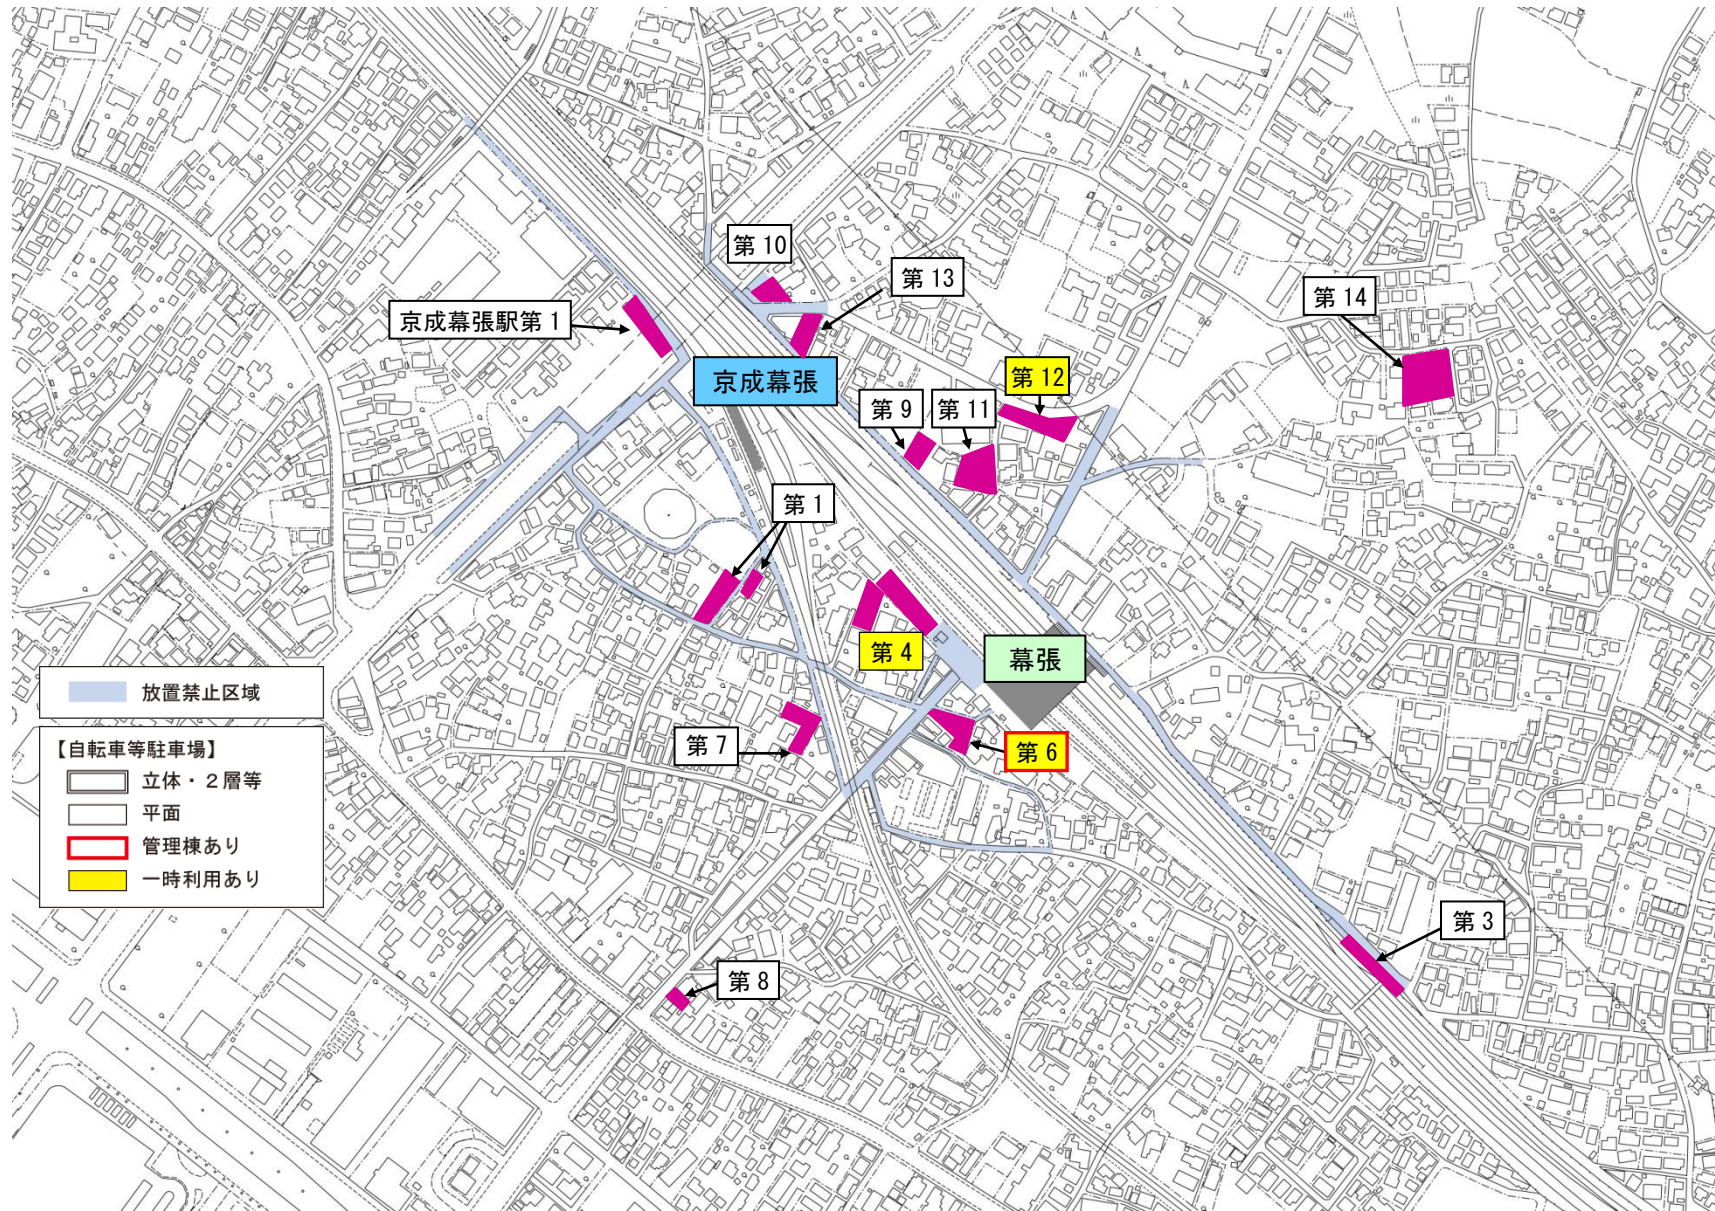 第 10
第 13
第 14
京成幕張駅第 1
京成幕張
第 12
第 9
第 11
第 1
第 4
幕張
第 7
第 6
第 3
第 8
放置禁止区域
【自転車等駐車場】
立体・２層等
平面
管理棟あり
一時利用あり